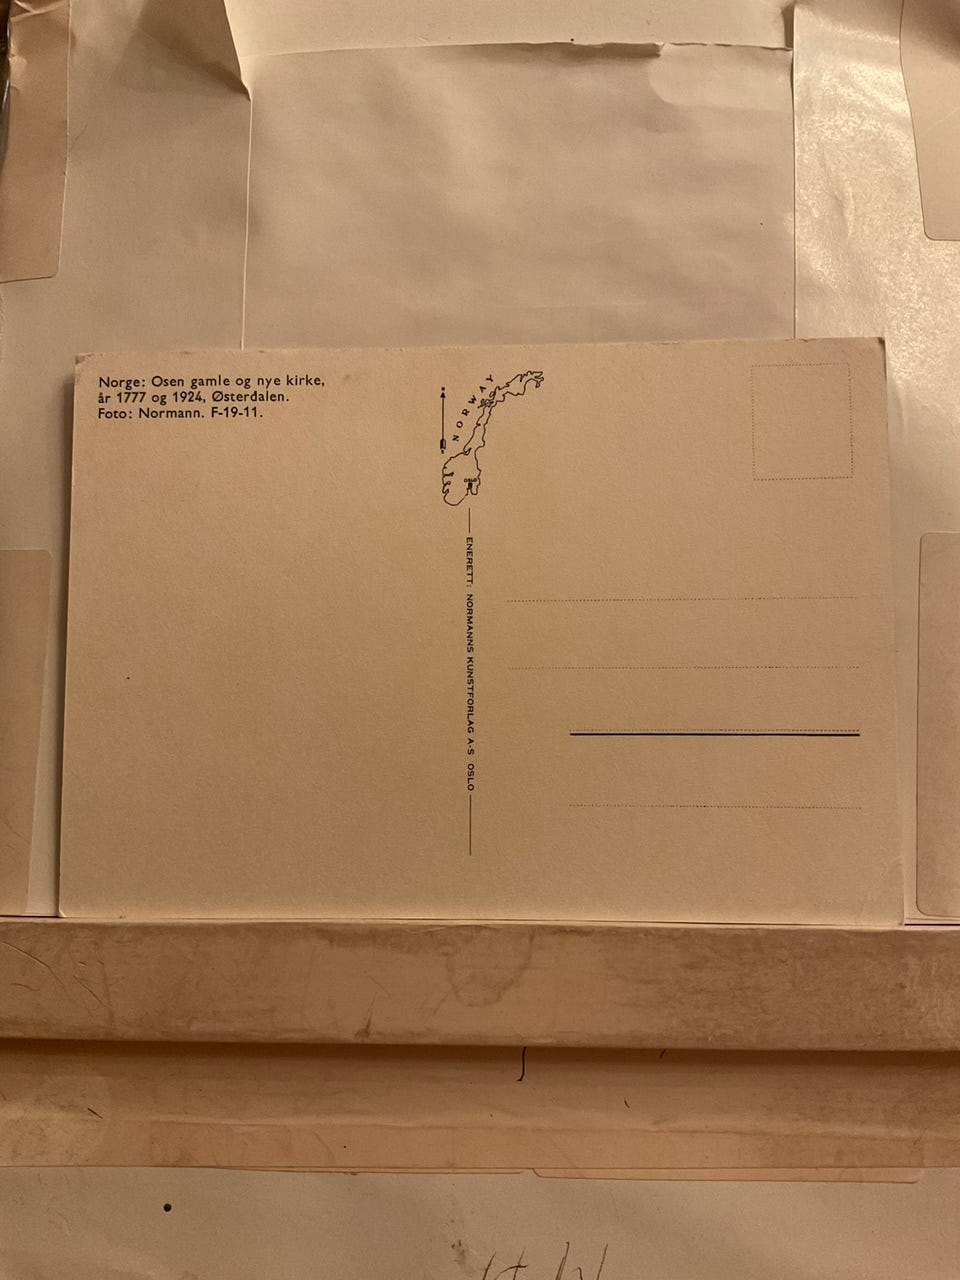 Norge: Osen gamle og nye kirke,
år 1777 og 1924, Østerdalen.
Foto: Normann. F-19-11.
NORWAY
OSLO
ENERETT: NORMANNS KUNSTFORLAG A-S OSLO